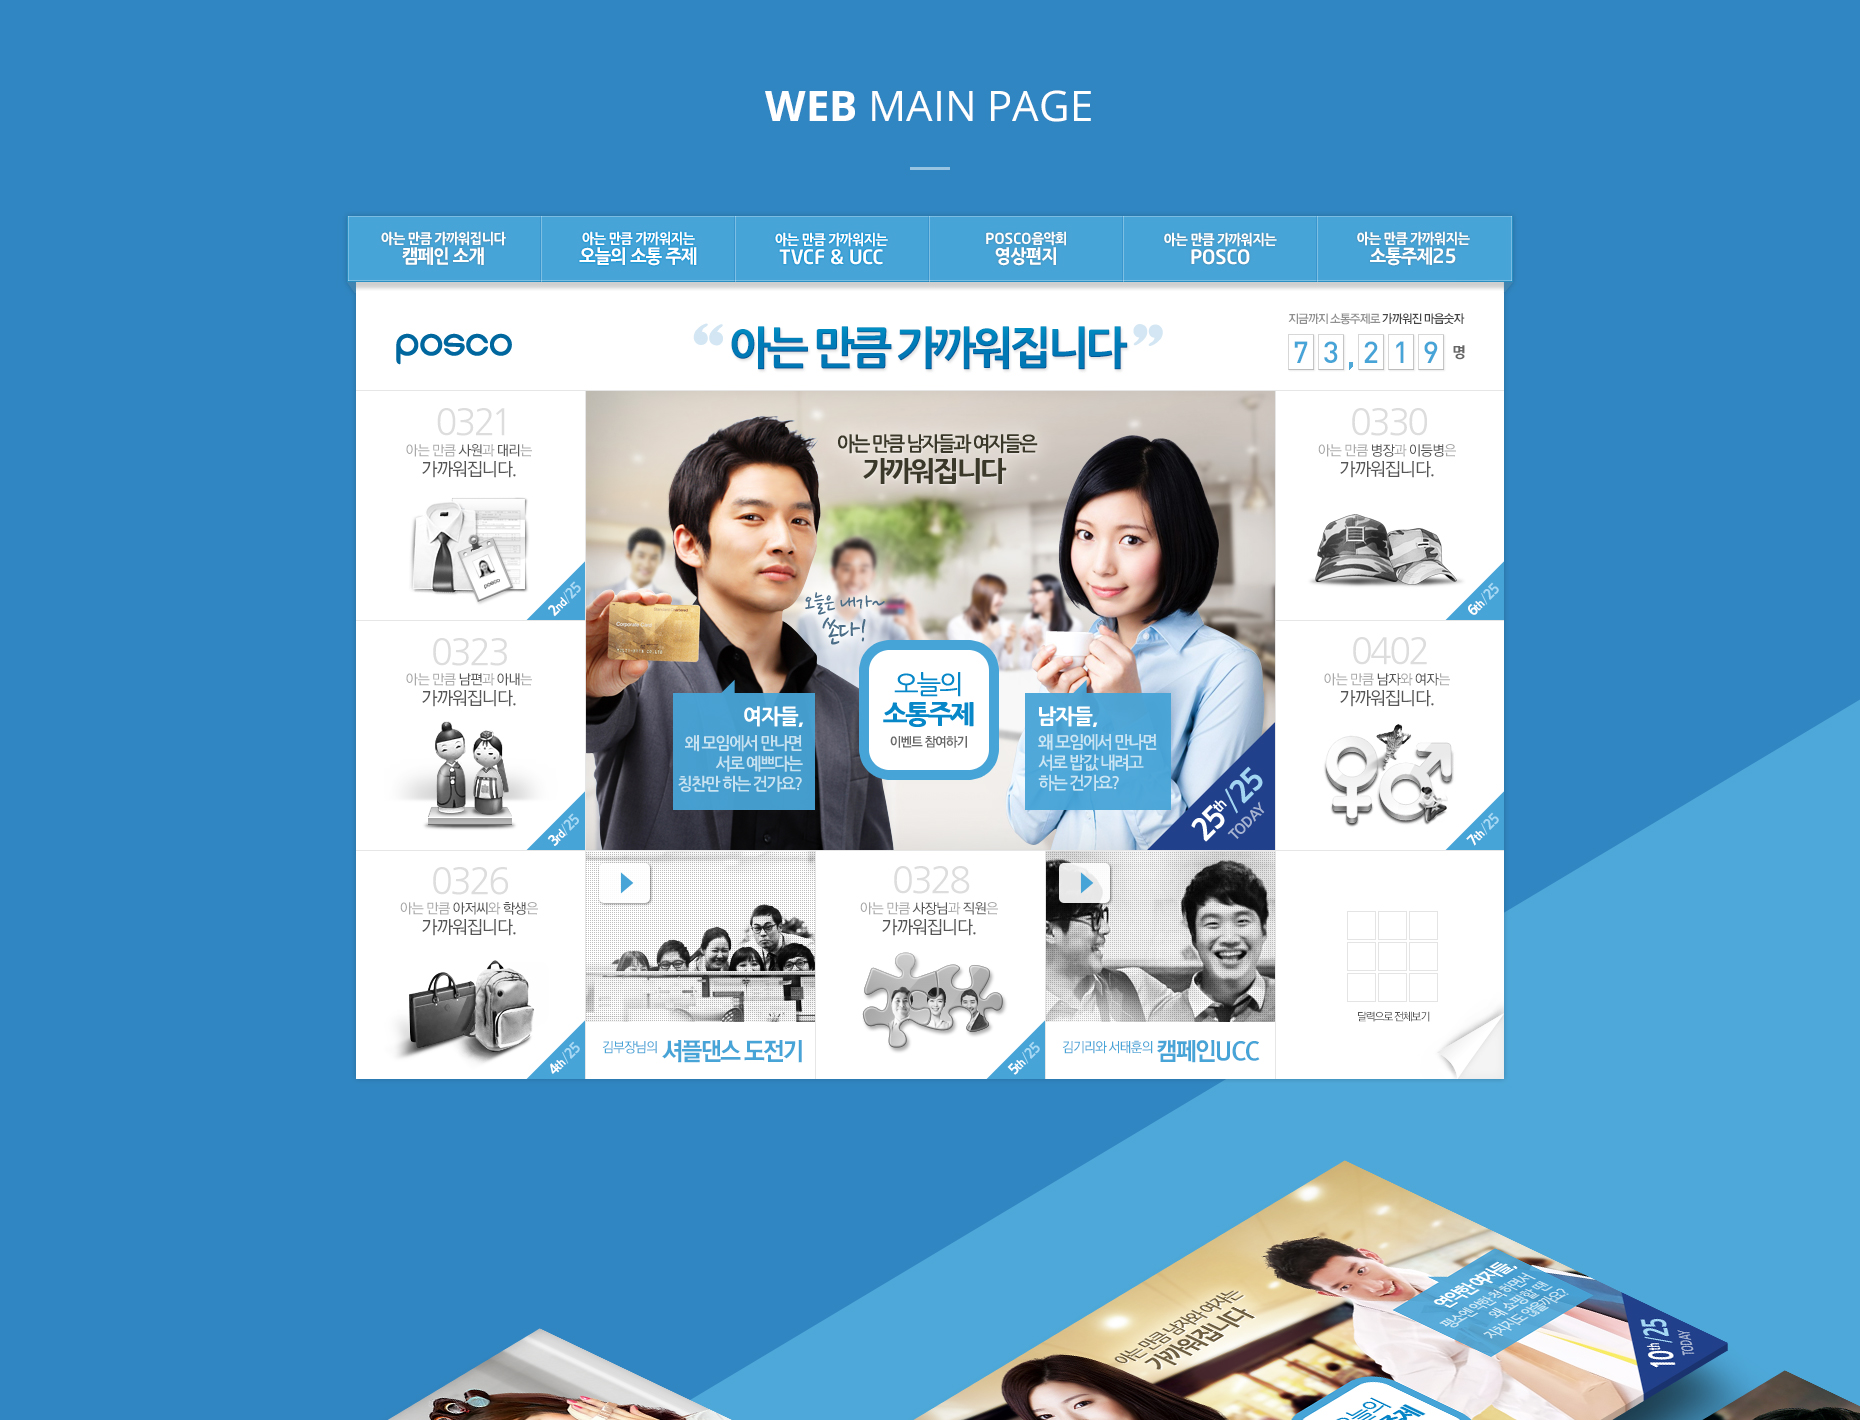 WEB MAIN PAGE
아는 만큼 가까워집니다
캠페인 소개
아는 만큼 가까워지는
오늘의 소통 주제
아는 만큼 가까워지는
TVCF & UCC
POSCO음악회
영상편지
아는 만큼 가까워지는
POSCO
아는 만큼 가까워지는
소통주제25
posco
“아는 만큼 가까워집니다”
지금까지 소통주제로 가까워진 마음숫자
73,219 명
0321
아는 만큼 사원과 대리는
가까워집니다.
posco
2nd/25
0323
아는 만큼 남편과 아내는
가까워집니다.
3rd/25
0326
아는 만큼 아저씨와 학생은
가까워집니다.
4th/25
아는 만큼 남자들과 여자들은
가까워집니다
Corporate Card
오늘은 내가~
쏜다!
여자들,
왜 모임에서 만나면
서로 예쁘다는
칭찬만 하는 건가요?
오늘의
소통주제
이벤트 참여하기
남자들,
왜 모임에서 만나면
서로 밥값 내려고
하는 건가요?
25th/25
TODAY
0330
아는 만큼 병장과 이등병은
가까워집니다.
6th/25
0402
아는 만큼 남자와 여자는
가까워집니다.
7th/25
김부장님의 셔플댄스 도전기
0328
아는 만큼 사장님과 직원은
가까워집니다.
5th/25
김기리와 서태훈의 캠페인UCC
달력으로 전체보기
아는 만큼 남자와 여자는
가까워집니다
연약한 여자들,
평소엔 약한 척 하면서
왜 쇼핑할 땐
지치지도 않을까요?
10th/25
TODAY